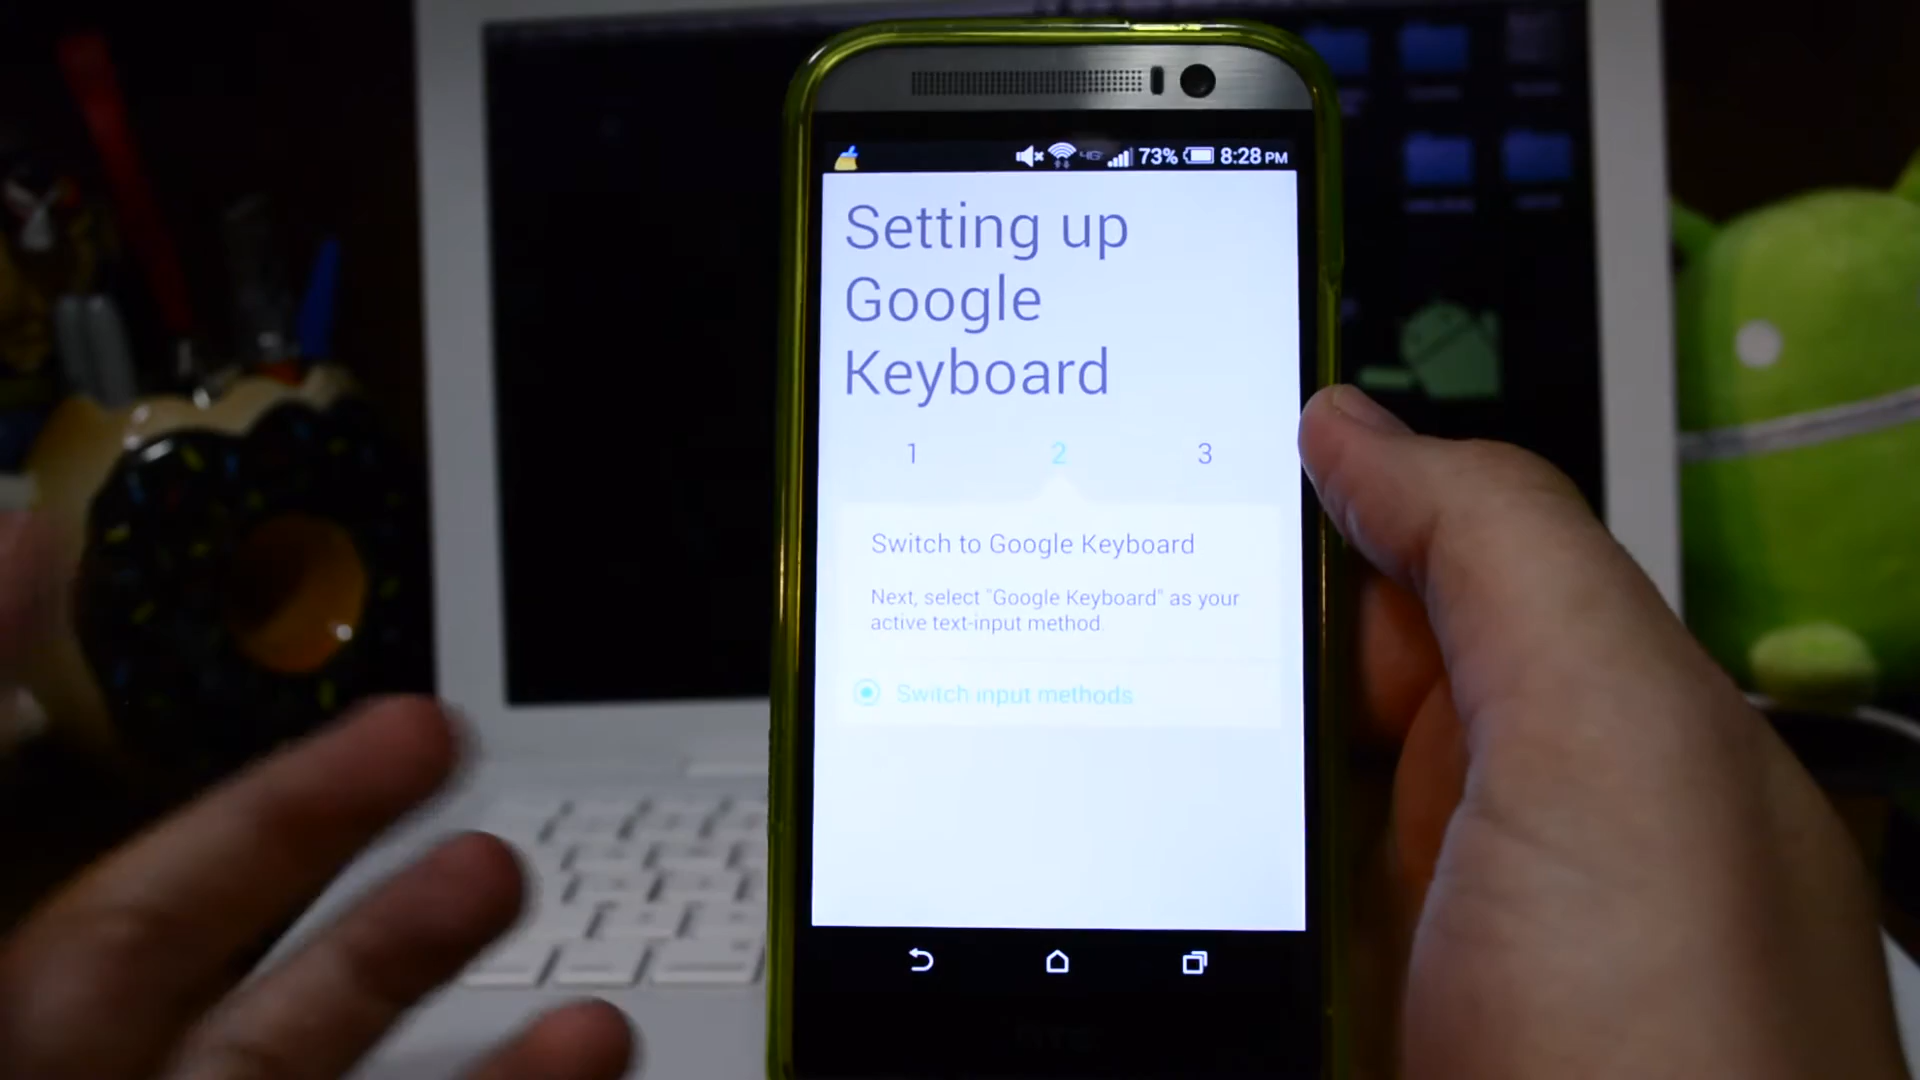 73% 8:28 PM
Setting up
Google
Keyboard
1 2 3
Switch to Google Keyboard
Next, select "Google Keyboard" as your
active text-input method.
Switch input methods